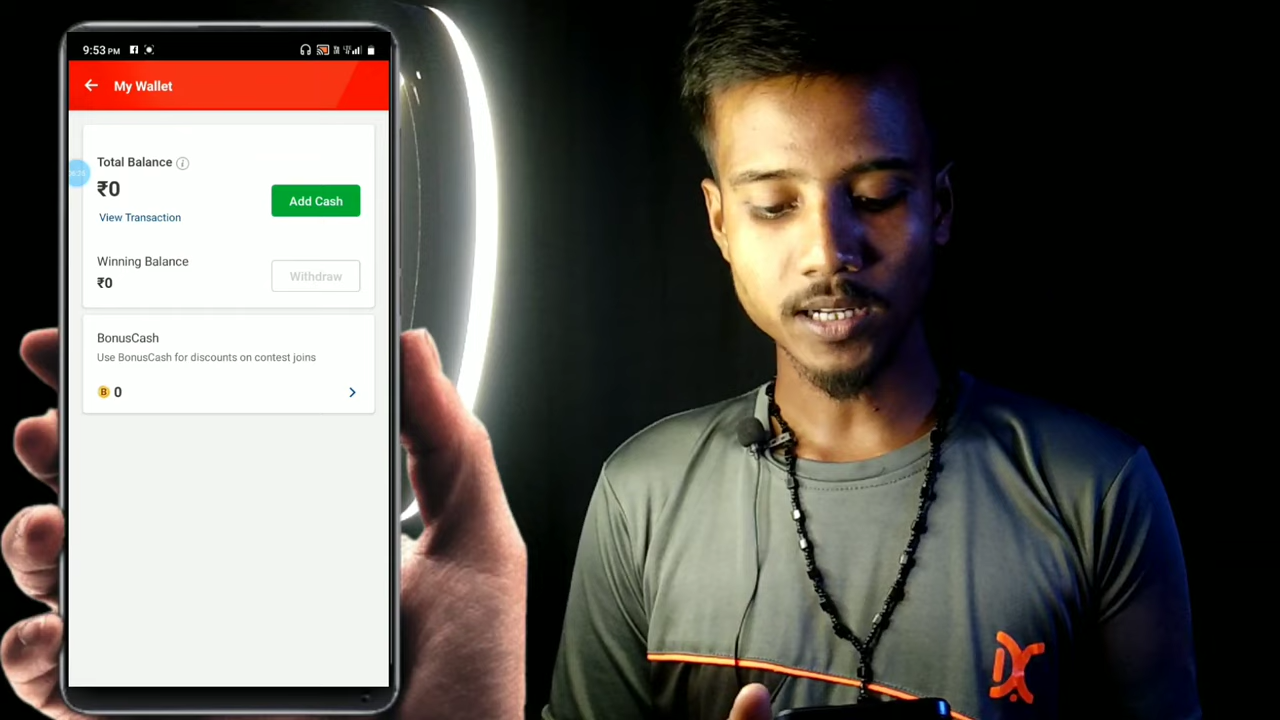 9:53 PM
My Wallet
Total Balance
₹0
Add Cash
View Transaction
Winning Balance
₹0
Withdraw
BonusCash
Use BonusCash for discounts on contest joins
B 0